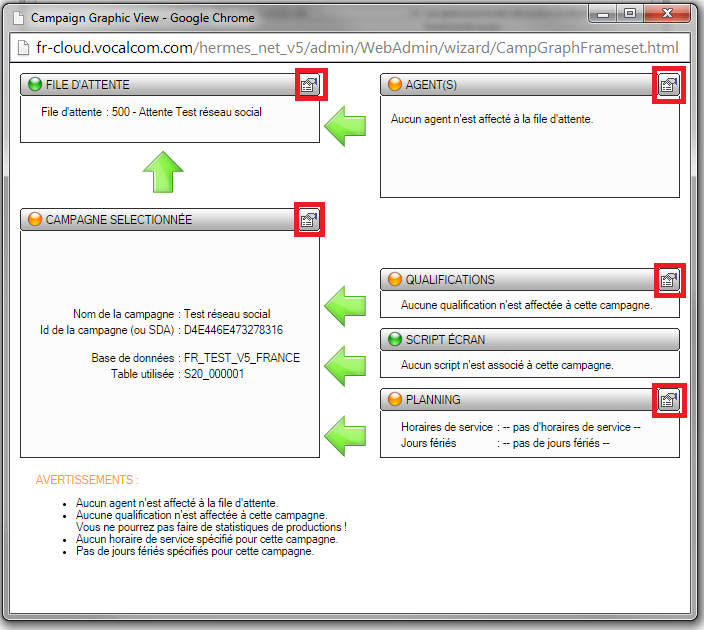 Campaign Graphic View - Google Chrome
fr-cloud.vocalcom.com/hermes_net_v5/admin/WebAdmin/wizard/CampGraphFrameset.html
FILE D'ATTENTE
File d'attente : 500 - Attente Test réseau social
AGENT(S)
Aucun agent n'est affecté à la file d'attente.
CAMPAGNE SELECTIONNÉE
Nom de la campagne : Test réseau social
Id de la campagne (ou SDA) : D4E446E473278316
Base de données : FR_TEST_V5_FRANCE
Table utilisée : S20_000001
QUALIFICATIONS
Aucune qualification n'est affectée à cette campagne.
SCRIPT ÉCRAN
Aucun script n'est associé à cette campagne.
PLANNING
Horaires de service : -- pas d'horaires de service --
Jours fériés : -- pas de jours fériés --
AVERTISSEMENTS :
• Aucun agent n'est affecté à la file d'attente.
• Aucune qualification n'est affectée à cette campagne.
Vous ne pourrez pas faire de statistiques de productions !
• Aucun horaire de service spécifié pour cette campagne.
• Pas de jours fériés spécifiés pour cette campagne.